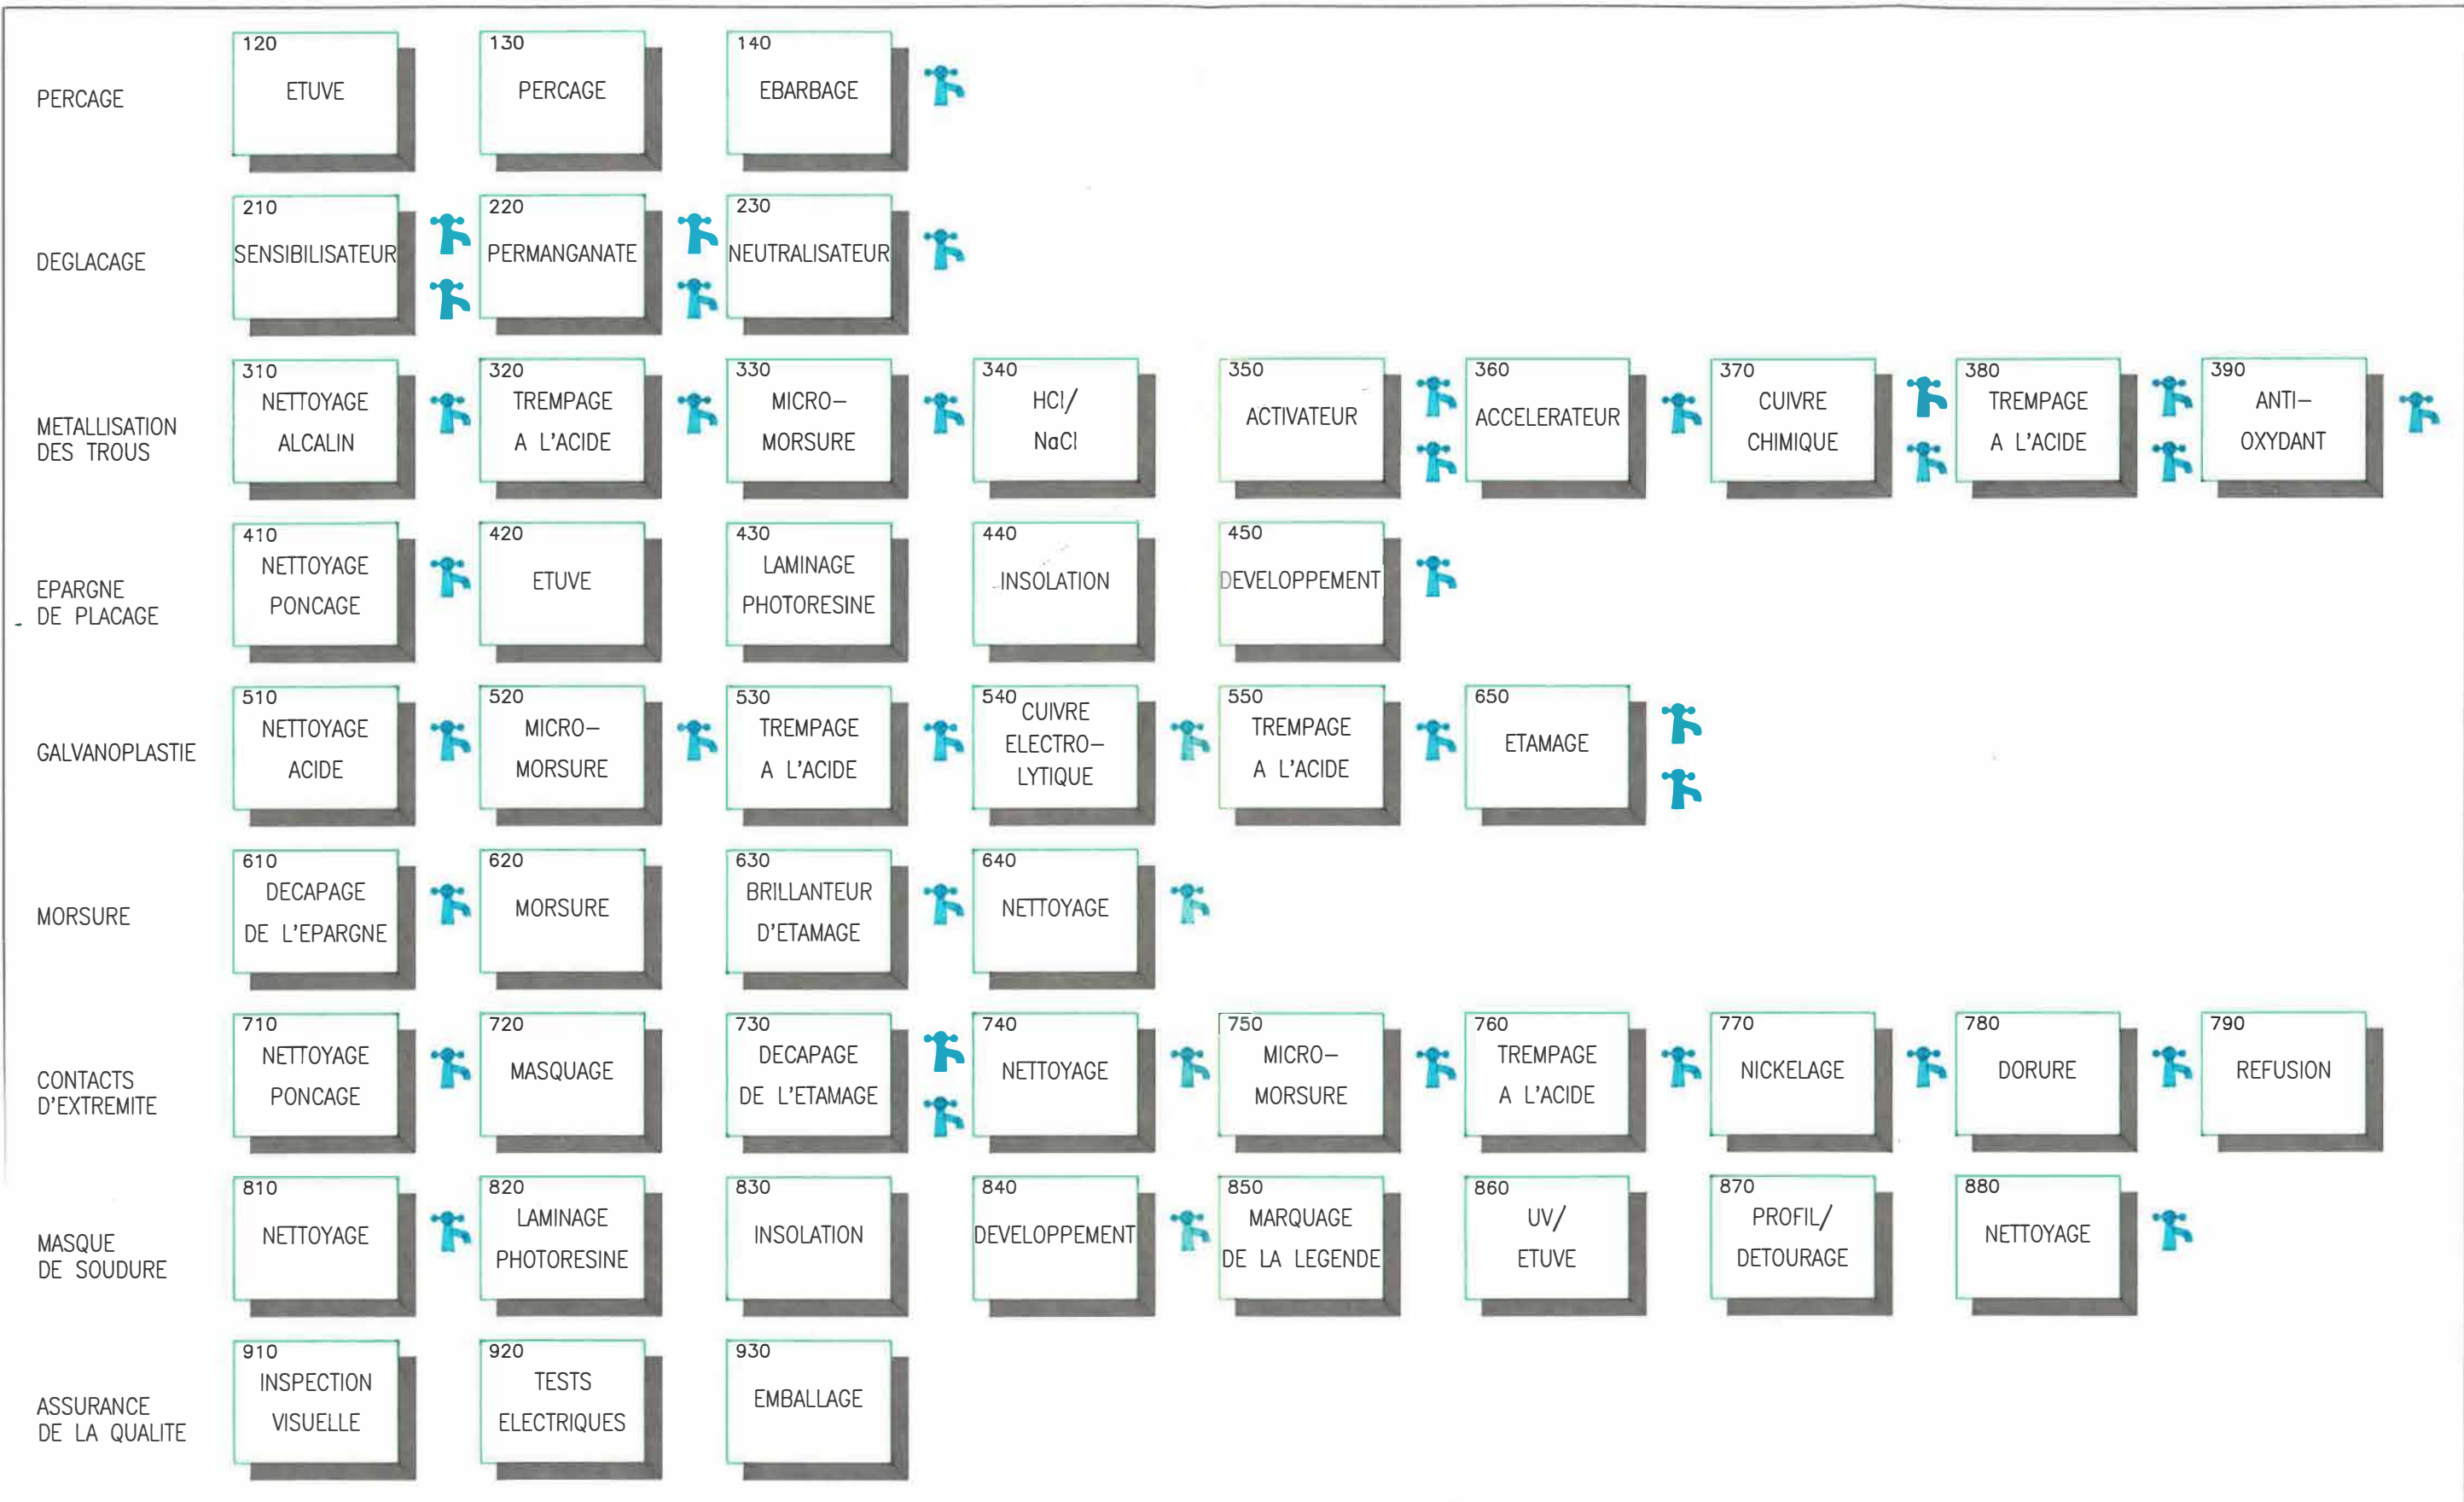 PERCAGE
120
ETUVE
130
PERCAGE
140
EBARBAGE
DEGLACAGE
210
SENSIBILISATEUR
220
PERMANGANATE
230
NEUTRALISATEUR
METALLISATION
DES TROUS
310
NETTOYAGE
ALCALIN
320
TREMPAGE
A L'ACIDE
330
MICRO-
MORSURE
340
HCl/
NaCl
350
ACTIVATEUR
360
ACCELERATEUR
370
CUIVRE
CHIMIQUE
380
TREMPAGE
A L'ACIDE
390
ANTI-
OXYDANT
EPARGNE
DE PLACAGE
410
NETTOYAGE
PONCAGE
420
ETUVE
430
LAMINAGE
PHOTORESINE
440
INSOLATION
450
DEVELOPPEMENT
GALVANOPLASTIE
510
NETTOYAGE
ACIDE
520
MICRO-
MORSURE
530
TREMPAGE
A L'ACIDE
540
CUIVRE
ELECTRO-
LYTIQUE
550
TREMPAGE
A L'ACIDE
650
ETAMAGE
MORSURE
610
DECAPAGE
DE L'EPARGNE
620
MORSURE
630
BRILLANTEUR
D'ETAMAGE
640
NETTOYAGE
CONTACTS
D'EXTREMITE
710
NETTOYAGE
PONCAGE
720
MASQUAGE
730
DECAPAGE
DE L'ETAMAGE
740
NETTOYAGE
750
MICRO-
MORSURE
760
TREMPAGE
A L'ACIDE
770
NICKELAGE
780
DORURE
790
REFUSION
MASQUE
DE SOUDURE
810
NETTOYAGE
820
LAMINAGE
PHOTORESINE
830
INSOLATION
840
DEVELOPPEMENT
850
MARQUAGE
DE LA LEGENDE
860
UV/
ETUVE
870
PROFIL/
DETOURAGE
880
NETTOYAGE
ASSURANCE
DE LA QUALITE
910
INSPECTION
VISUELLE
920
TESTS
ELECTRIQUES
930
EMBALLAGE